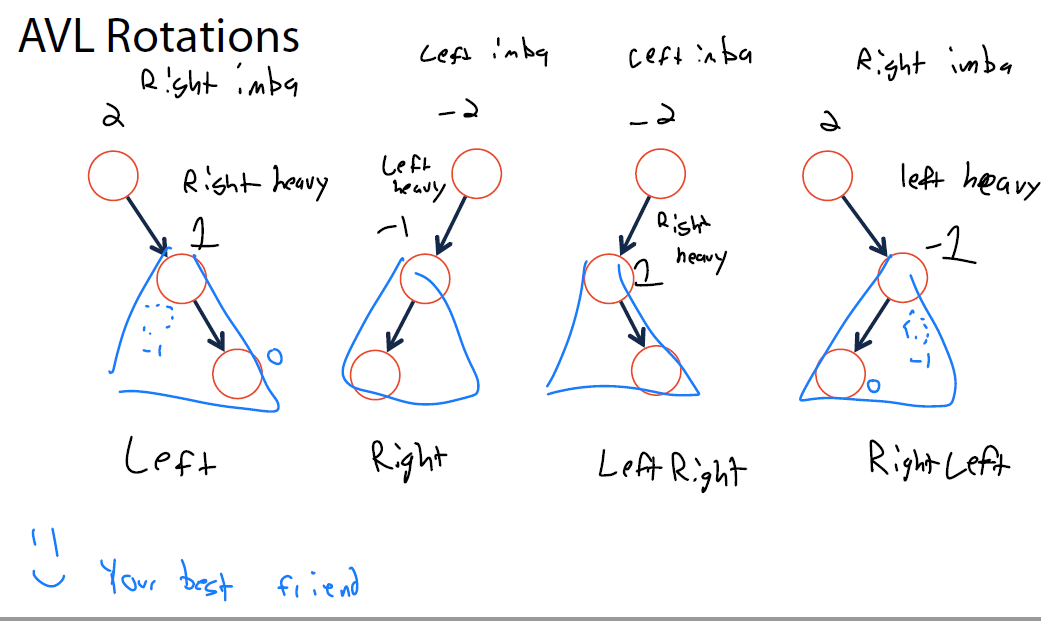 AVL Rotations
Right imba
Left imba
Left inba
Right imba
2
-2
-2
2
Right heavy
Left
heavy
Right
heavy
left heavy
1
-1
1
-1
-1
0
-1
0
Left
Right
Left Right
Right Left
Your best friend